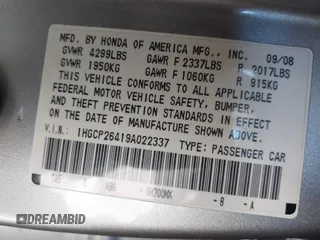 MFD. BY HONDA OF AMERICA MFG., INC. 09/08
GVWR 4299LBS GAWR F 2337LBS R 2017LBS
GVWR 1950KG GAWR F 1060KG R 915KG
THIS VEHICLE CONFORMS TO ALL APPLICABLE
FEDERAL MOTOR VEHICLE SAFETY, BUMPER,
AND THEFT PREVENTION STANDARDS IN EFFECT
ON THE DATE OF MANUFACTURE SHOWN ABOVE.
V.I.N.: 1HGCP26419A022337 TYPE: PASSENGER CAR
NH700MX - B - A
DREAMBID